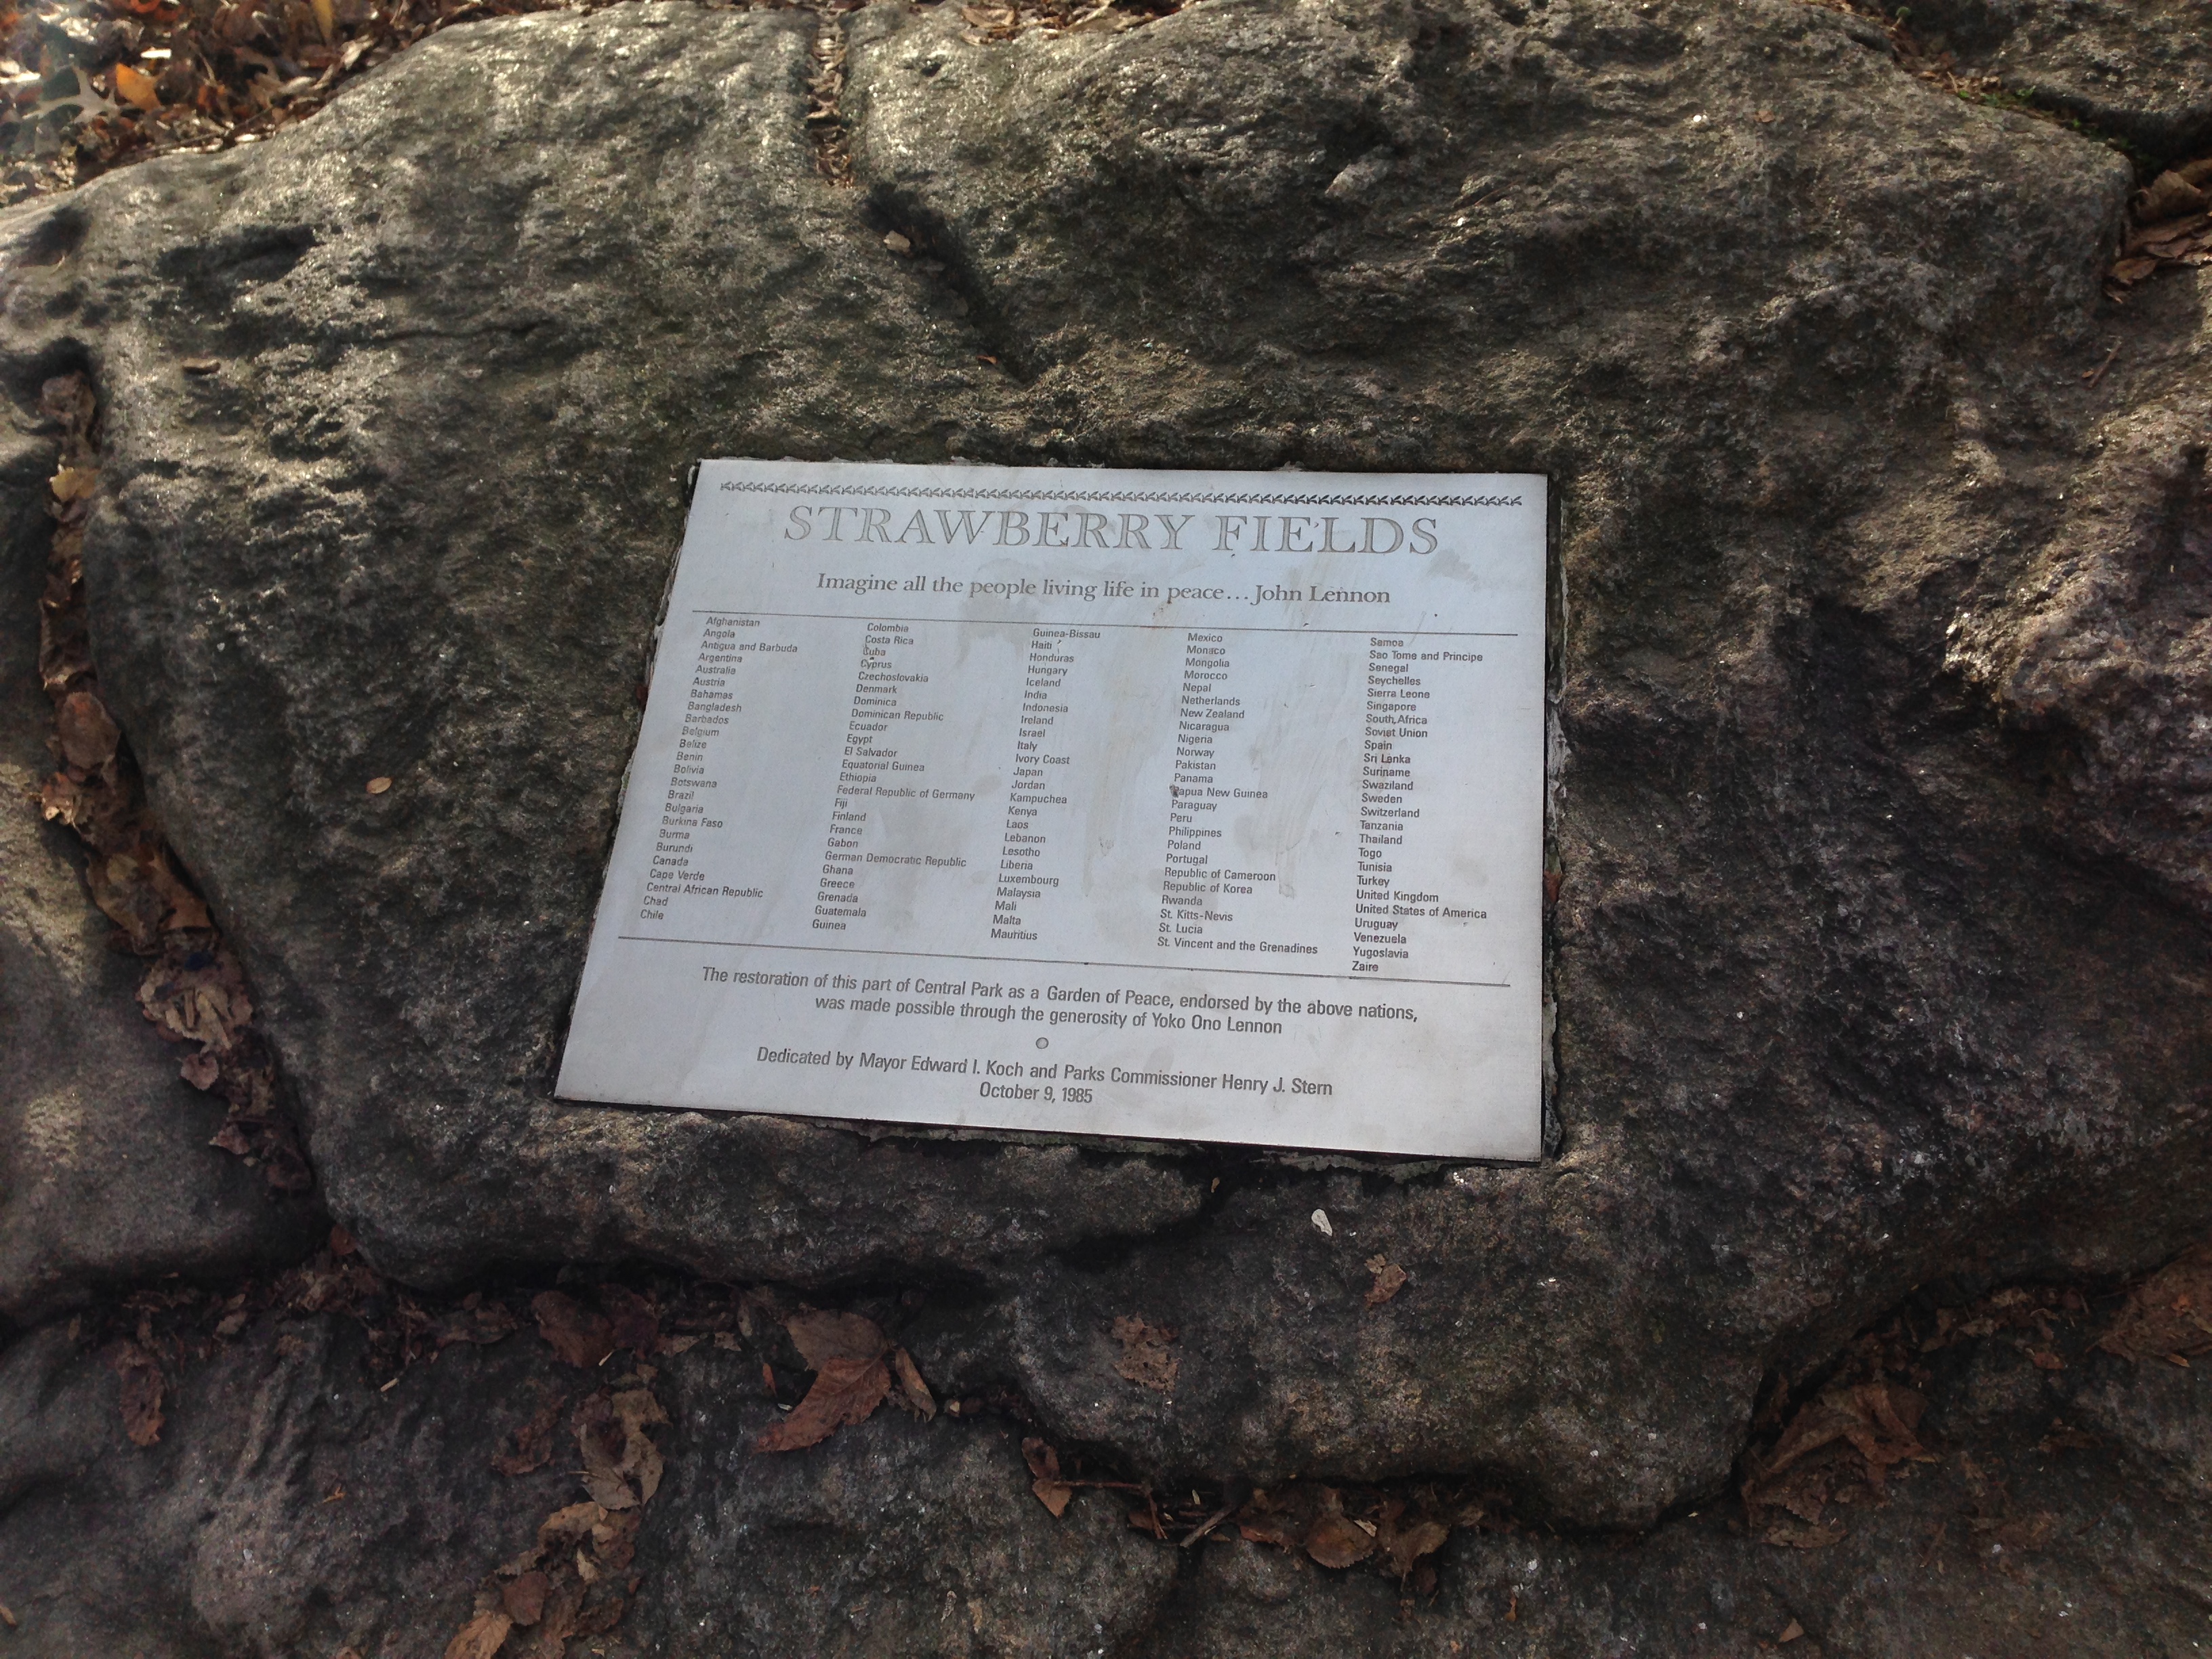 STRAWBERRY FIELDS
Imagine all the people living life in peace...John Lennon
Afghanistan
Angola
Antigua and Barbuda
Argentina
Australia
Austria
Bahamas
Bangladesh
Barbados
Belgium
Belize
Benin
Bolivia
Botswana
Brazil
Bulgaria
Burkina Faso
Burma
Burundi
Canada
Cape Verde
Central African Republic
Chad
Chile
Colombia
Costa Rica
Cuba
Cyprus
Czechoslovakia
Denmark
Dominica
Dominican Republic
Ecuador
Egypt
El Salvador
Equatorial Guinea
Ethiopia
Federal Republic of Germany
Fiji
Finland
France
Gabon
German Democratic Republic
Ghana
Greece
Grenada
Guatemala
Guinea
Guinea-Bissau
Haiti
Honduras
Hungary
Iceland
India
Indonesia
Ireland
Israel
Italy
Ivory Coast
Japan
Jordan
Kampuchea
Kenya
Laos
Lebanon
Lesotho
Liberia
Luxembourg
Malaysia
Mali
Malta
Mauritius
Mexico
Monaco
Mongolia
Morocco
Nepal
Netherlands
New Zealand
Nicaragua
Nigeria
Norway
Pakistan
Panama
Papua New Guinea
Paraguay
Peru
Philippines
Poland
Portugal
Republic of Cameroon
Republic of Korea
Rwanda
St. Kitts-Nevis
St. Lucia
St. Vincent and the Grenadines
Samoa
Sao Tome and Principe
Senegal
Seychelles
Sierra Leone
Singapore
South Africa
Soviet Union
Spain
Sri Lanka
Suriname
Swaziland
Sweden
Switzerland
Tanzania
Thailand
Togo
Tunisia
Turkey
United Kingdom
United States of America
Uruguay
Venezuela
Yugoslavia
Zaire
The restoration of this part of Central Park as a Garden of Peace, endorsed by the above nations,
was made possible through the generosity of Yoko Ono Lennon
Dedicated by Mayor Edward I. Koch and Parks Commissioner Henry J. Stern
October 9, 1985